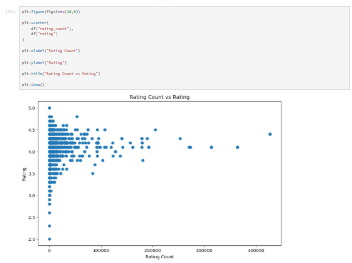 plt.figure(figsize=(10,6))
plt.scatter(
df["rating_count"],
df["rating"]
)
plt.xlabel("Rating Count")
plt.ylabel("Rating")
plt.title("Rating Count vs Rating")
plt.show()
Rating Count vs Rating
5.0
4.5
4.0
3.5
3.0
2.5
2.0
Rating
0 100000 200000 300000 400000
Rating Count